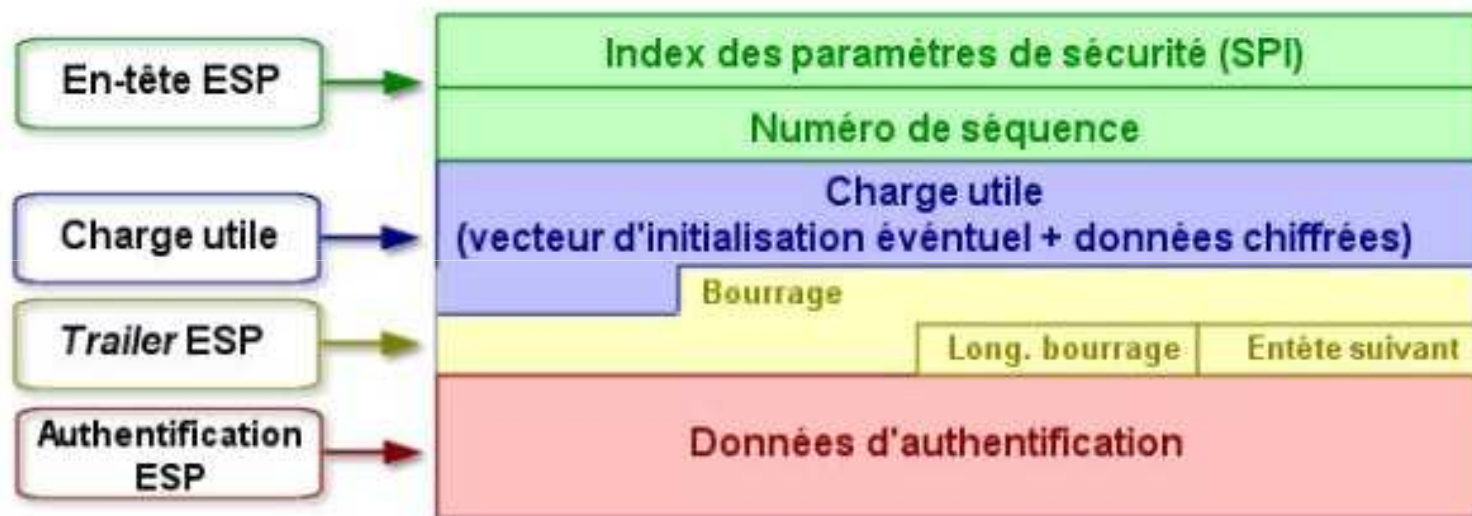 En-tête ESP
Index des paramètres de sécurité (SPI)
Numéro de séquence
Charge utile
Charge utile
(vecteur d'initialisation événtuel + données chiffrées)
Trailer ESP
Bourrage
Long. bourrage
Entête suivant
Authentification
ESP
Données d'authentification